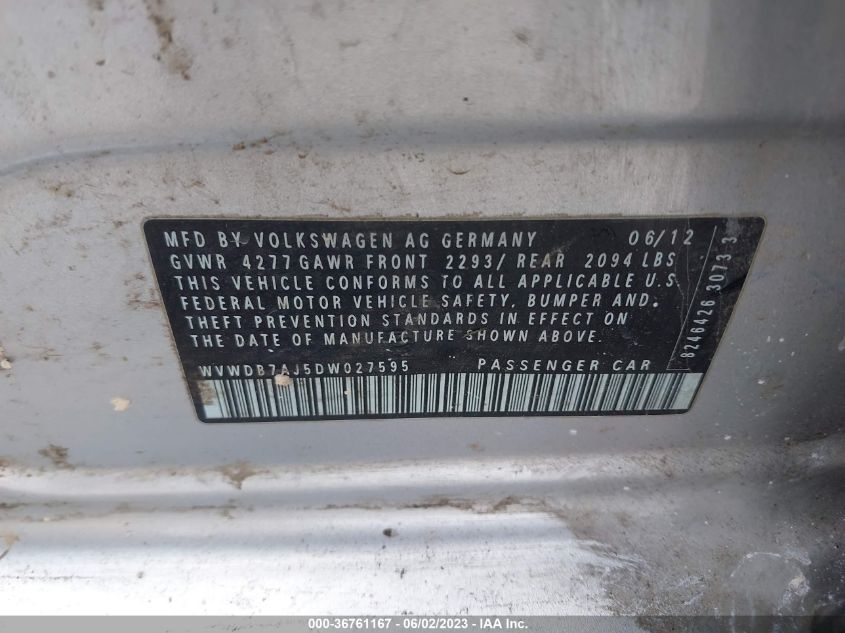 MFD BY VOLKSWAGEN AG GERMANY 06/12
GVWR 4277 GAWR FRONT 2293/ REAR 2094 LBS
THIS VEHICLE CONFORMS TO ALL APPLICABLE U.S.
FEDERAL MOTOR VEHICLE SAFETY, BUMPER AND.
THEFT PREVENTION STANDARDS IN EFFECT ON
THE DATE OF MANUFACTURE SHOWN ABOVE.
WVWDB7AJ5DW027595 PASSENGER CAR
8246426 3073 3
000-36761167 - 06/02/2023 - IAA Inc.